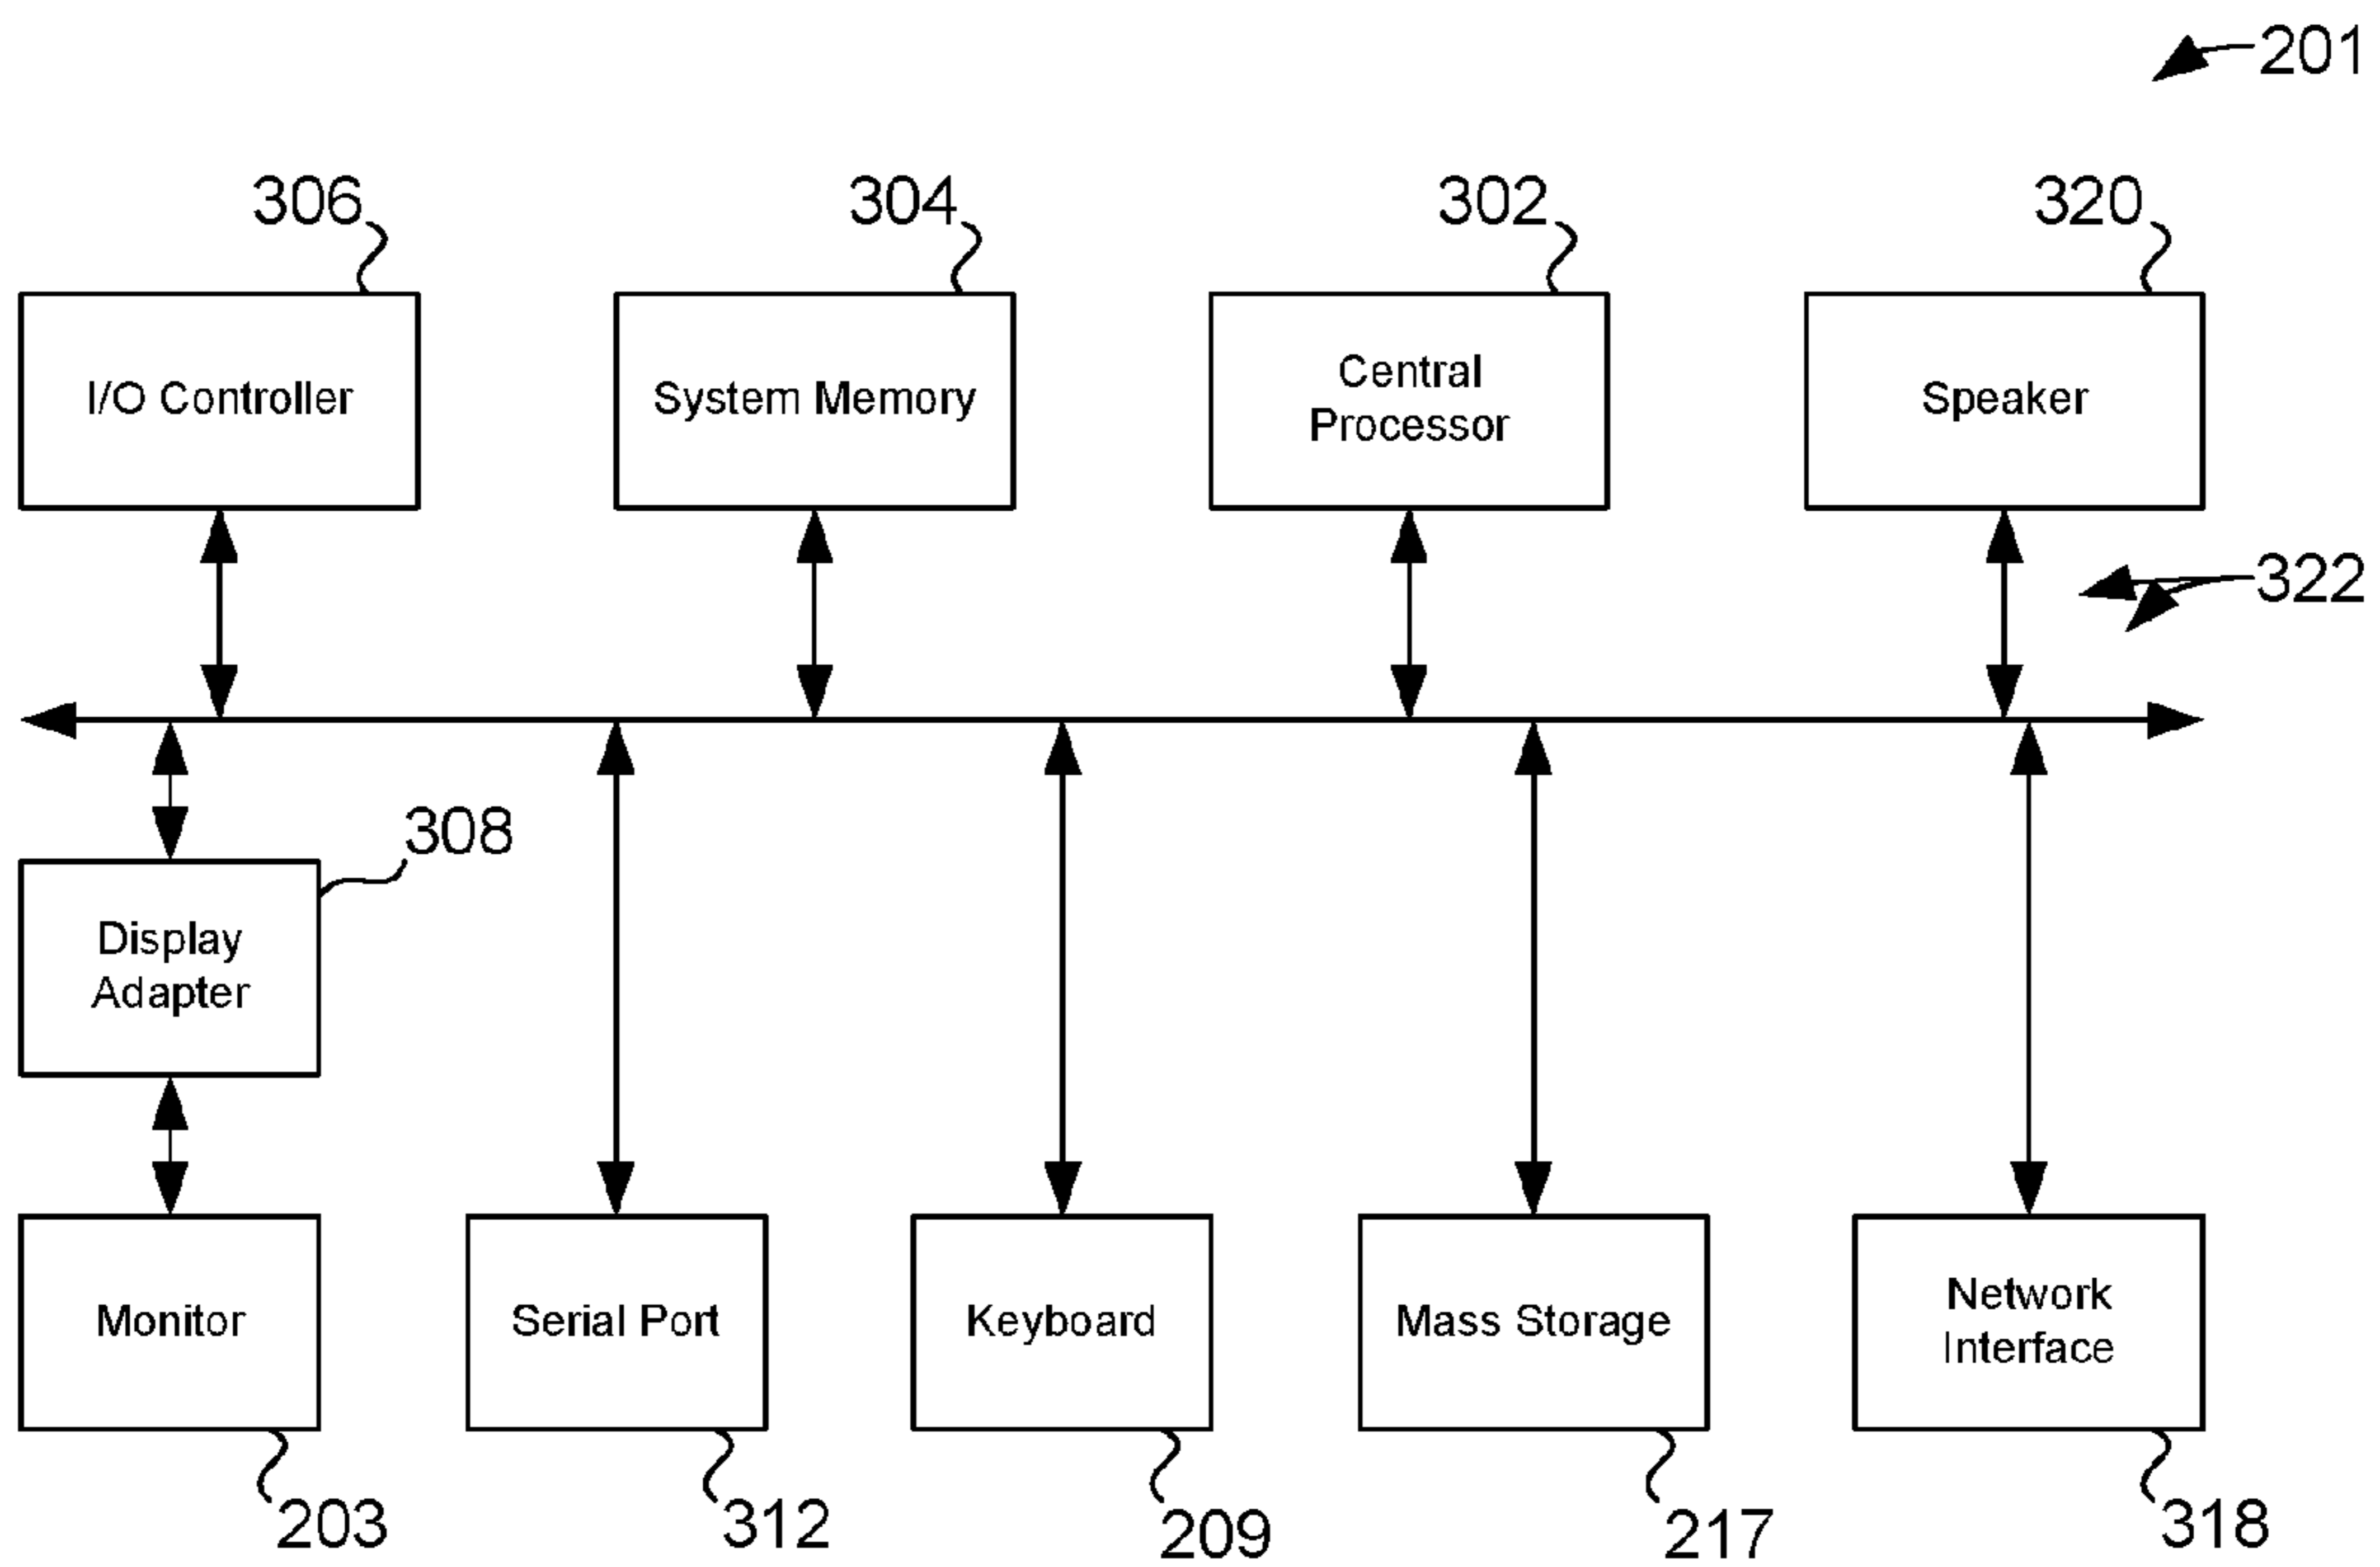 201
306
304
302
320
I/O Controller
System Memory
Central
Processor
Speaker
322
308
Display
Adapter
Monitor
Serial Port
Keyboard
Mass Storage
Network
Interface
203
312
209
217
318